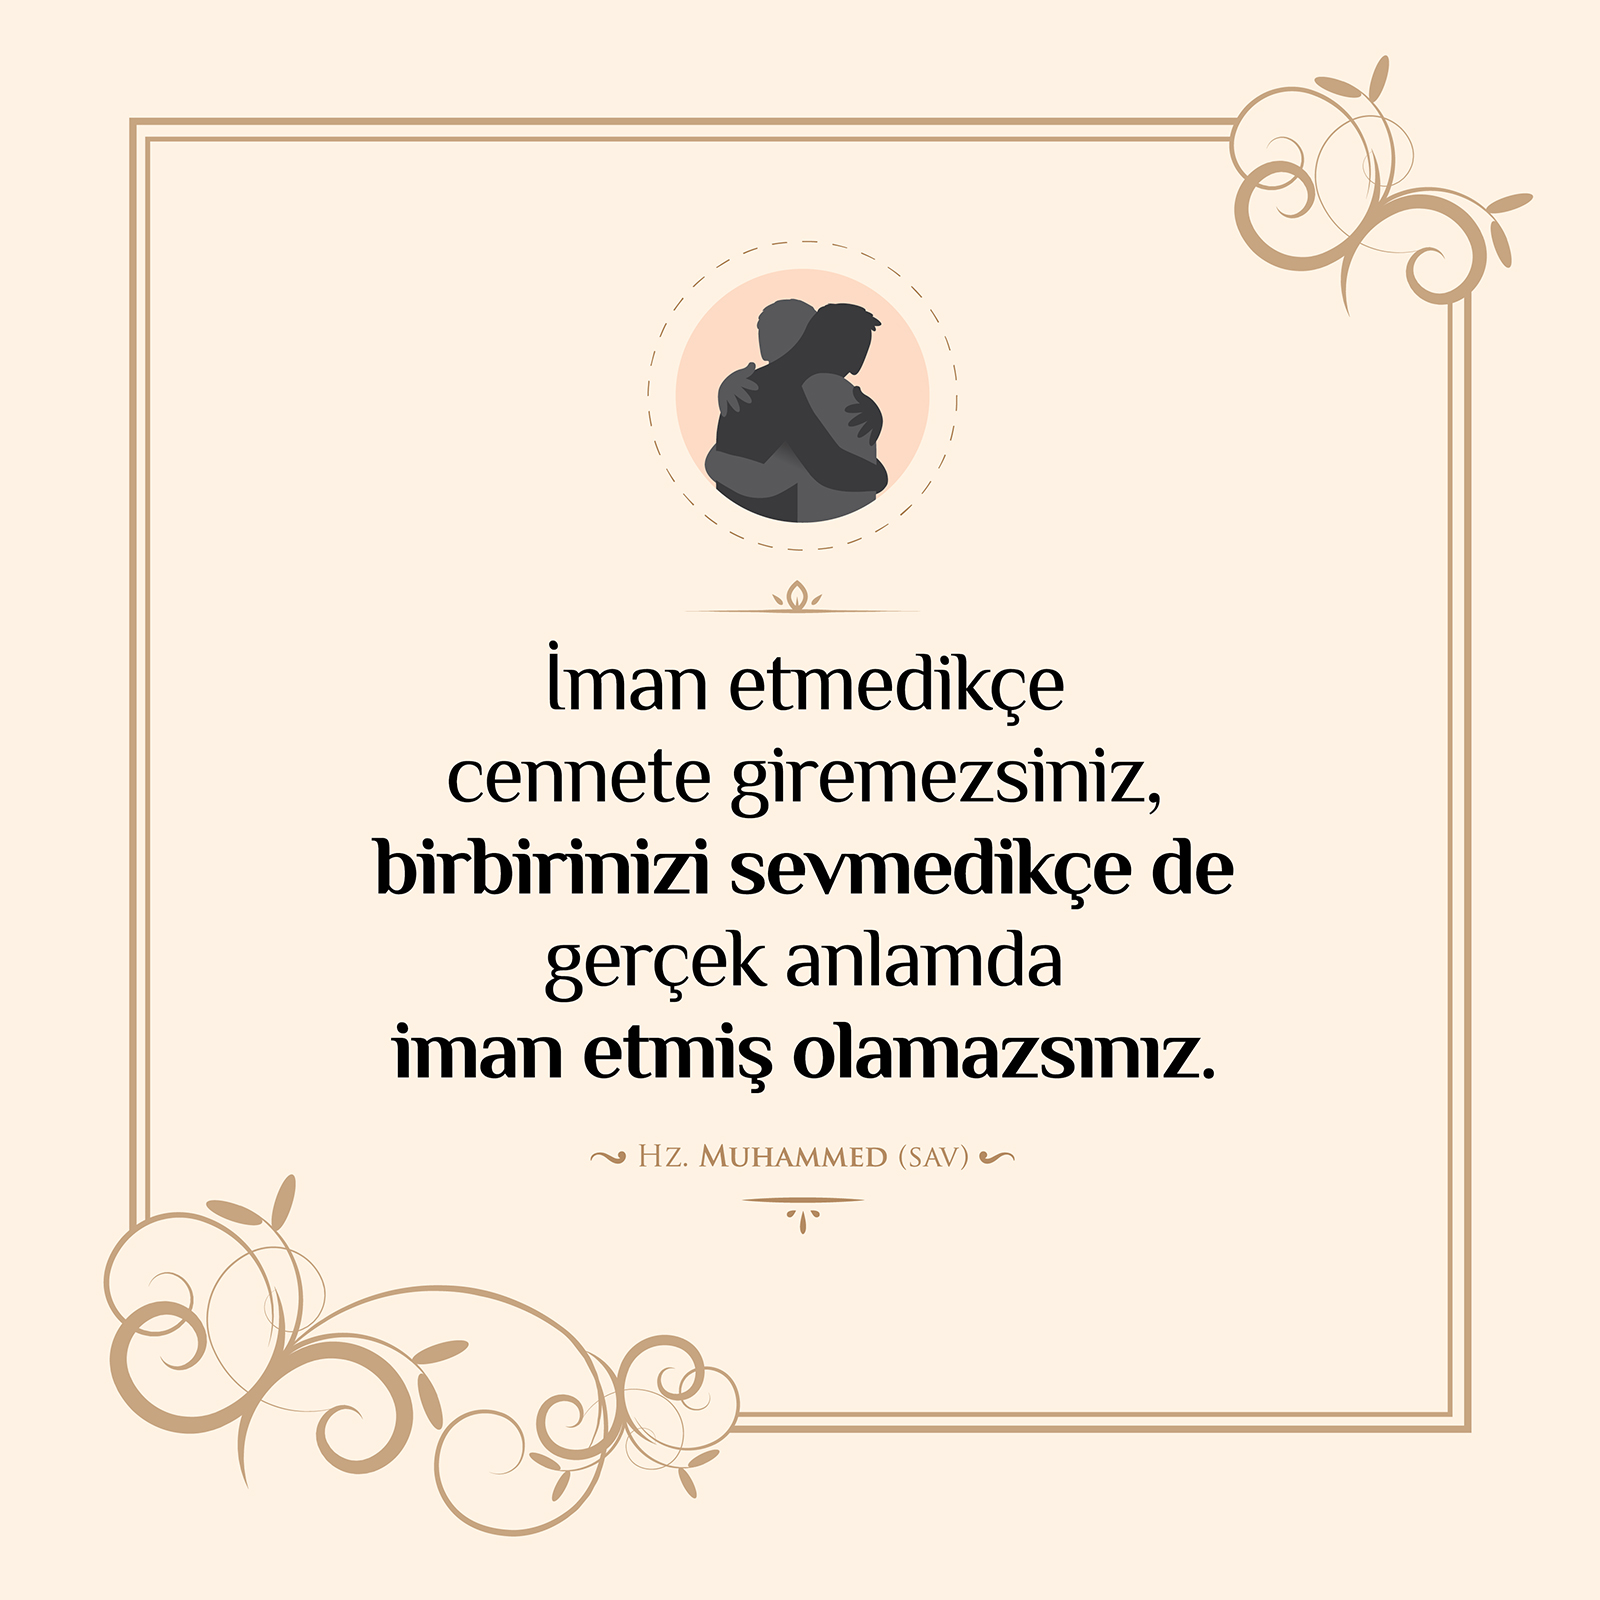 İman etmedikçe
cennete giremezsiniz,
birbirinizi sevmedikçe de
gerçek anlamda
iman etmiş olamazsınız.
Hz. Muhammed (sav)